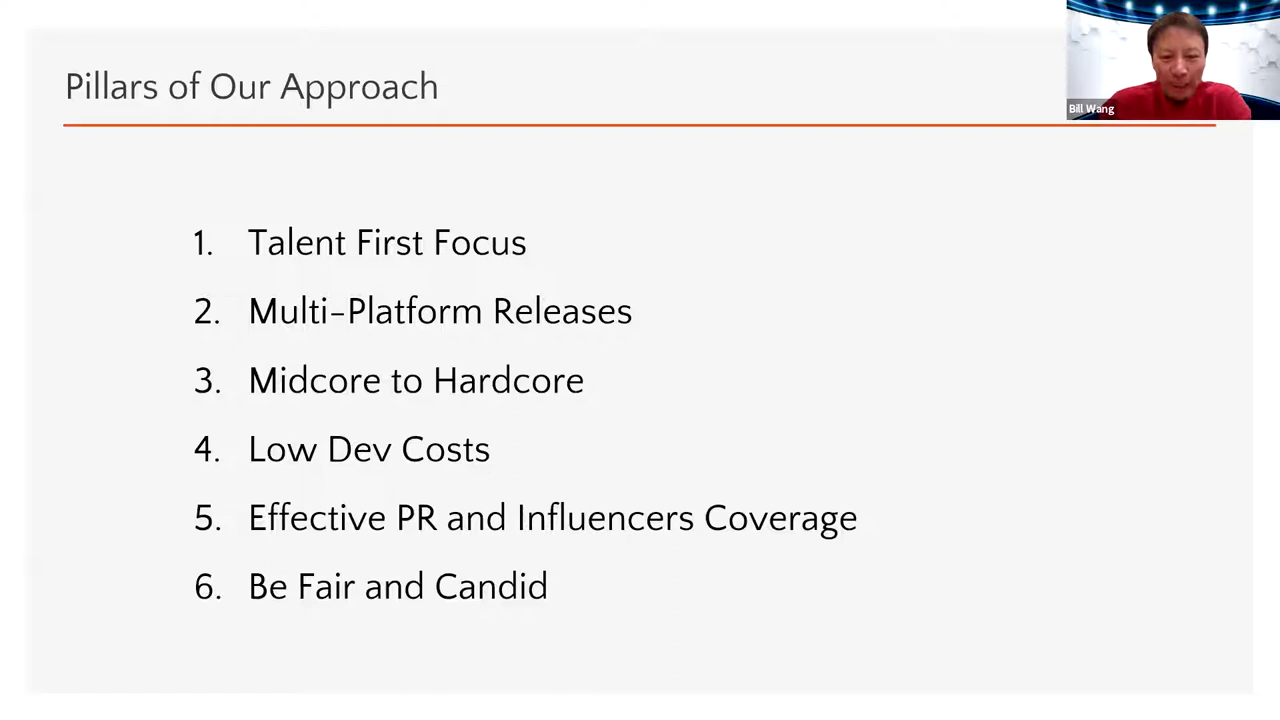 Pillars of Our Approach
Bill Wang
1. Talent First Focus
2. Multi-Platform Releases
3. Midcore to Hardcore
4. Low Dev Costs
5. Effective PR and Influencers Coverage
6. Be Fair and Candid